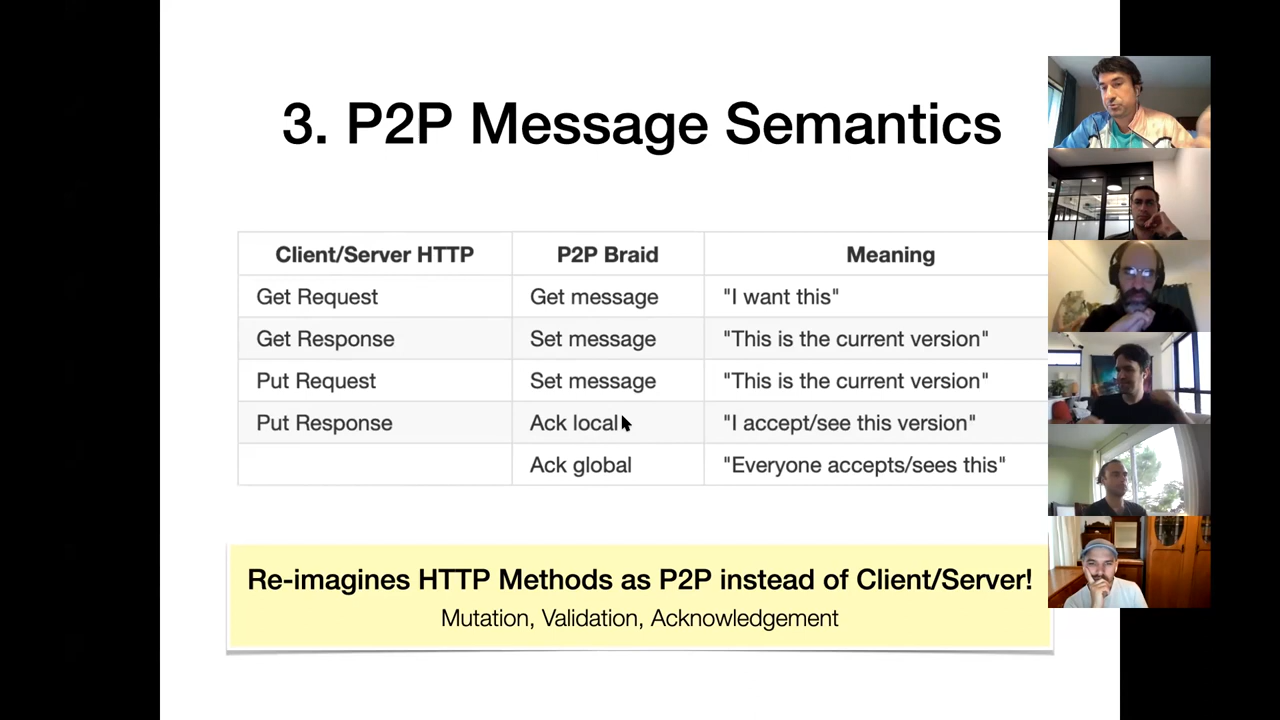 3. P2P Message Semantics
Client/Server HTTP P2P Braid Meaning
Get Request Get message "I want this"
Get Response Set message "This is the current version"
Put Request Set message "This is the current version"
Put Response Ack local "I accept/see this version"
Ack global "Everyone accepts/sees this"
Re-imagines HTTP Methods as P2P instead of Client/Server!
Mutation, Validation, Acknowledgement